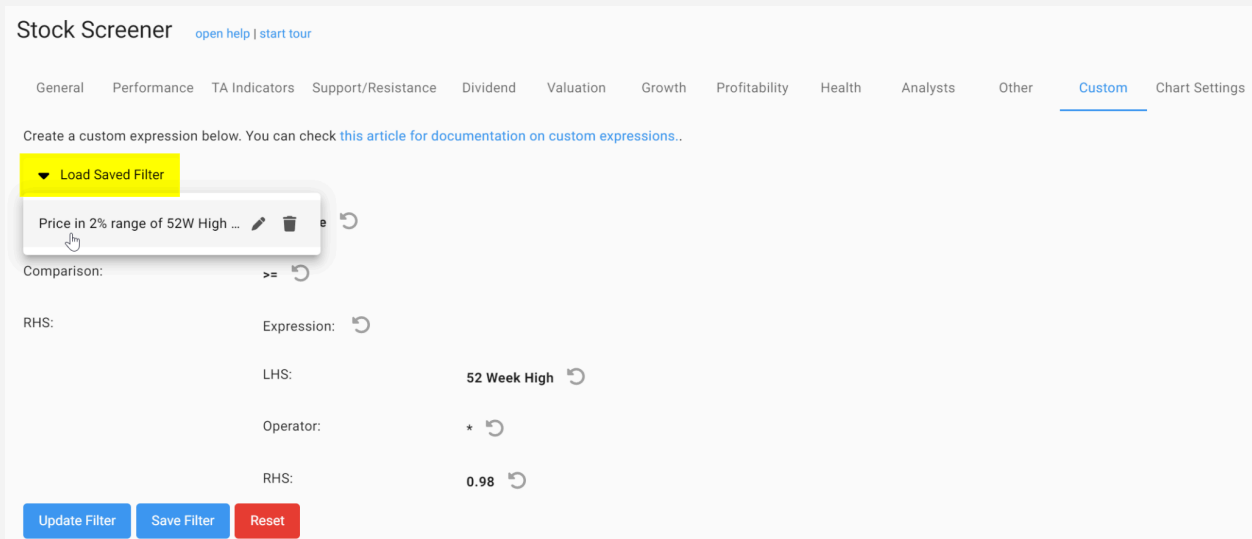 Stock Screener open help | start tour
General Performance TA Indicators Support/Resistance Dividend Valuation Growth Profitability Health Analysts Other Custom Chart Settings
Create a custom expression below. You can check this article for documentation on custom expressions..
Load Saved Filter
Price in 2% range of 52W High ... e
Comparison: >=
RHS: Expression:
LHS: 52 Week High
Operator: *
RHS: 0.98
Update Filter Save Filter Reset